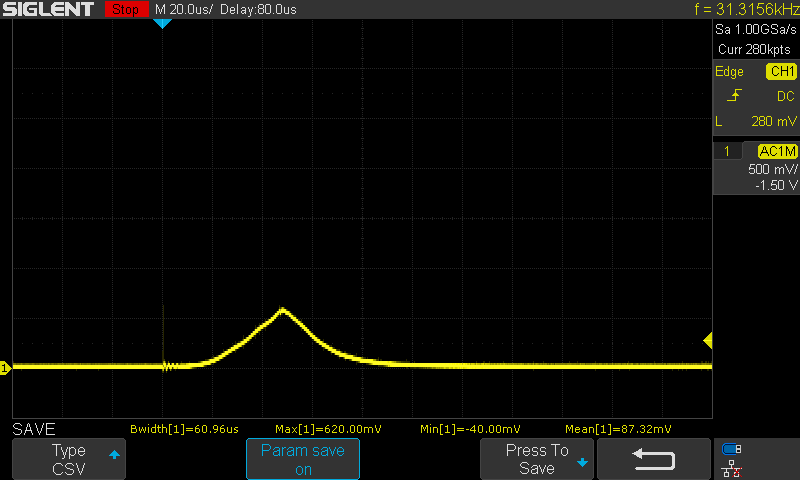 SIGLENT Stop M 20.0us/ Delay:80.0us f = 31.3156kHz
Sa 1.00GSa/s
Curr 280kpts
Edge CH1
DC
L 280 mV
1 AC1M
500 mV/
-1.50 V
1
SAVE Bwidth[1]=60.96us Max[1]=620.00mV Min[1]=-40.00mV Mean[1]=87.32mV
Type
CSV
Param save
on
Press To
Save